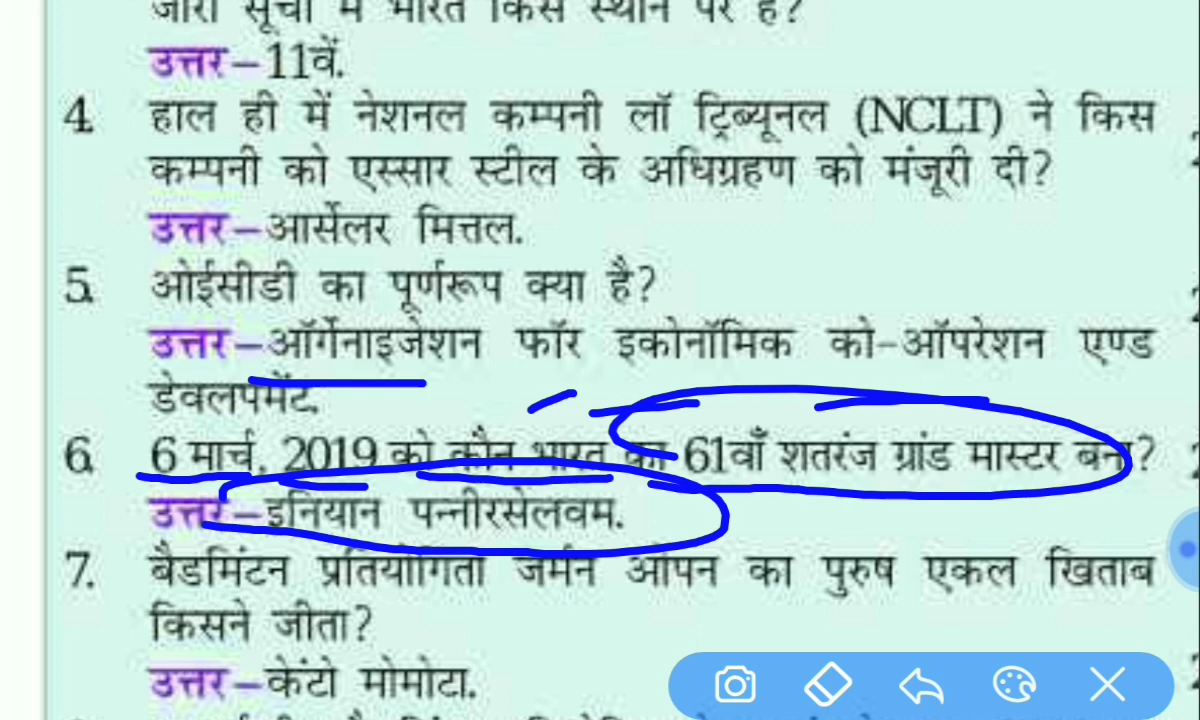 जारी सूची में भारत किस स्थान पर है?
उत्तर–11वें.
4. हाल ही में नेशनल कम्पनी लॉ ट्रिब्यूनल (NCLT) ने किस
कम्पनी को एस्सार स्टील के अधिग्रहण को मंजूरी दी?
उत्तर–आर्सेलर मित्तल.
5. ओईसीडी का पूर्णरूप क्या है?
उत्तर–ऑर्गेनाइजेशन फॉर इकोनॉमिक को-ऑपरेशन एण्ड
डेवलपमेंट.
6. 6 मार्च, 2019 को कौन भारत का 61वाँ शतरंज ग्रांड मास्टर बना?
उत्तर–इनियान पन्नीरसेलवम.
7. बैडमिंटन प्रतियोगिता जर्मन ओपन का पुरुष एकल खिताब
किसने जीता?
उत्तर–केंटो मोमोटा.